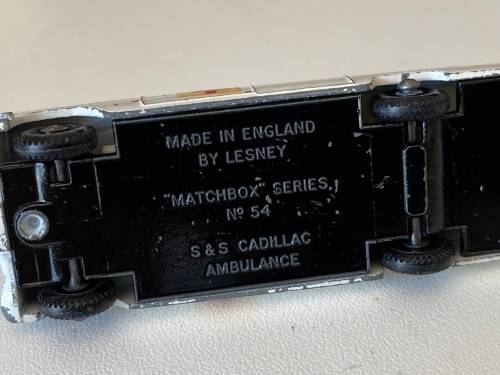 MADE IN ENGLAND
BY LESNEY
"MATCHBOX" SERIES
Nº 54
S & S CADILLAC
AMBULANCE